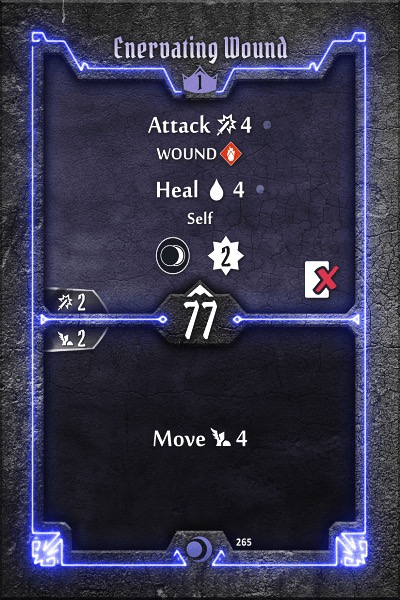 Enervating Wound
1
Attack 4
WOUND
Heal 4
Self
2
2
77
2
Move 4
265